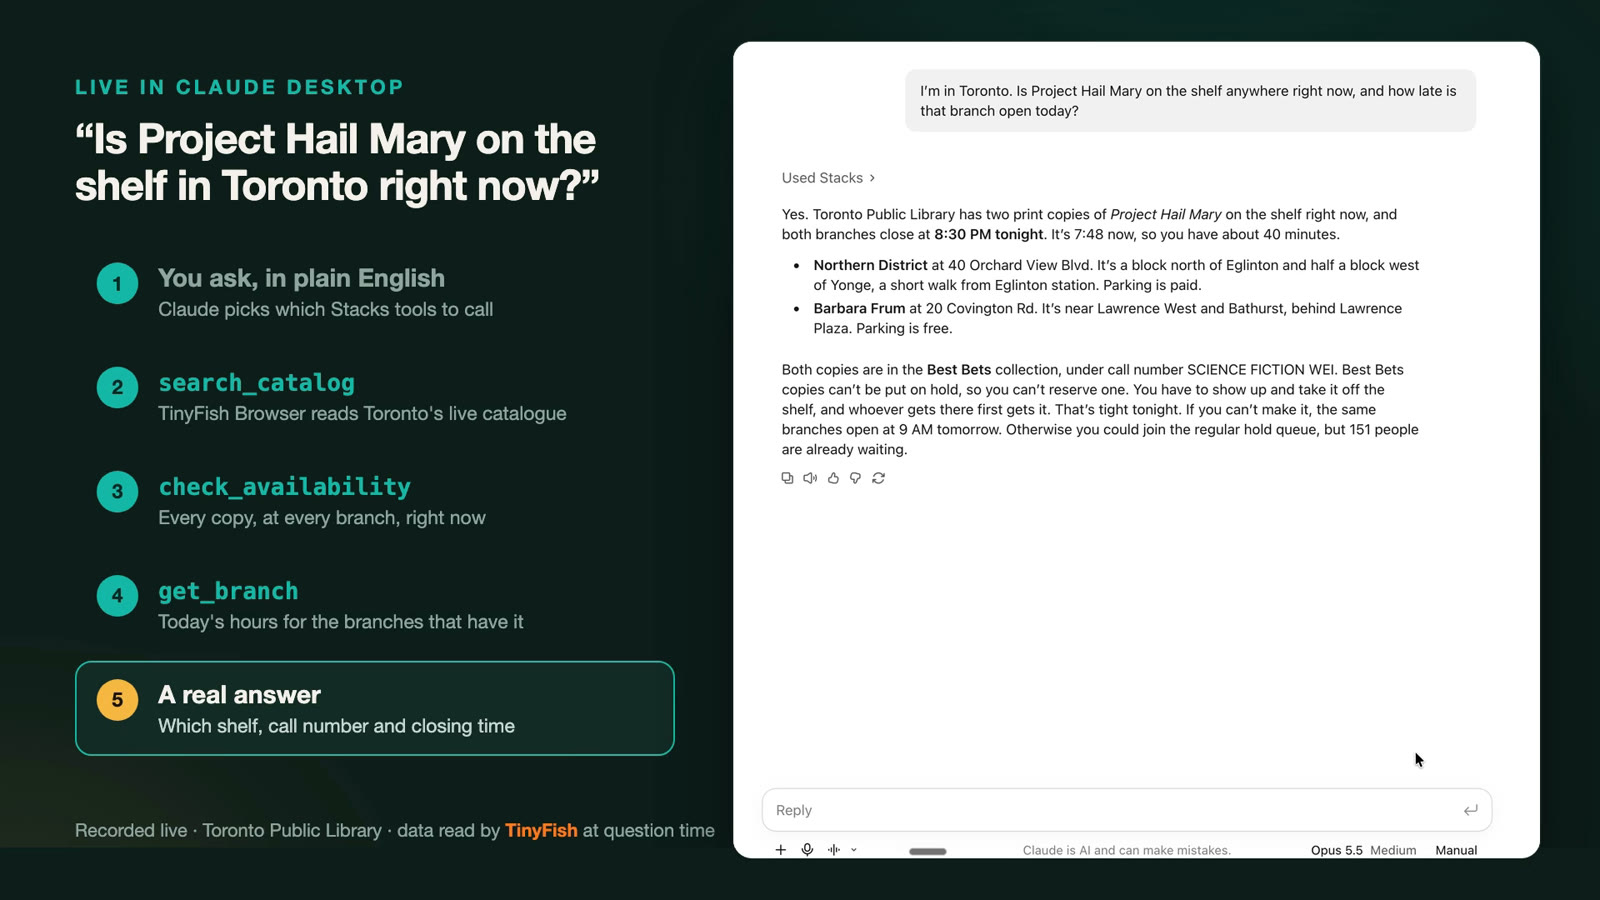 LIVE IN CLAUDE DESKTOP
“Is Project Hail Mary on the
shelf in Toronto right now?”
1
You ask, in plain English
Claude picks which Stacks tools to call
2
search_catalog
TinyFish Browser reads Toronto's live catalogue
3
check_availability
Every copy, at every branch, right now
4
get_branch
Today's hours for the branches that have it
5
A real answer
Which shelf, call number and closing time
Recorded live · Toronto Public Library · data read by TinyFish at question time
I’m in Toronto. Is Project Hail Mary on the shelf anywhere right now, and how late is
that branch open today?
Used Stacks
Yes. Toronto Public Library has two print copies of Project Hail Mary on the shelf right now, and
both branches close at 8:30 PM tonight. It’s 7:48 now, so you have about 40 minutes.
• Northern District at 40 Orchard View Blvd. It’s a block north of Eglinton and half a block west
of Yonge, a short walk from Eglinton station. Parking is paid.
• Barbara Frum at 20 Covington Rd. It’s near Lawrence West and Bathurst, behind Lawrence
Plaza. Parking is free.
Both copies are in the Best Bets collection, under call number SCIENCE FICTION WEI. Best Bets
copies can’t be put on hold, so you can’t reserve one. You have to show up and take it off the
shelf, and whoever gets there first gets it. That’s tight tonight. If you can’t make it, the same
branches open at 9 AM tomorrow. Otherwise you could join the regular hold queue, but 151 people
are already waiting.
Reply
Claude is AI and can make mistakes.
Opus 5.5 Medium Manual